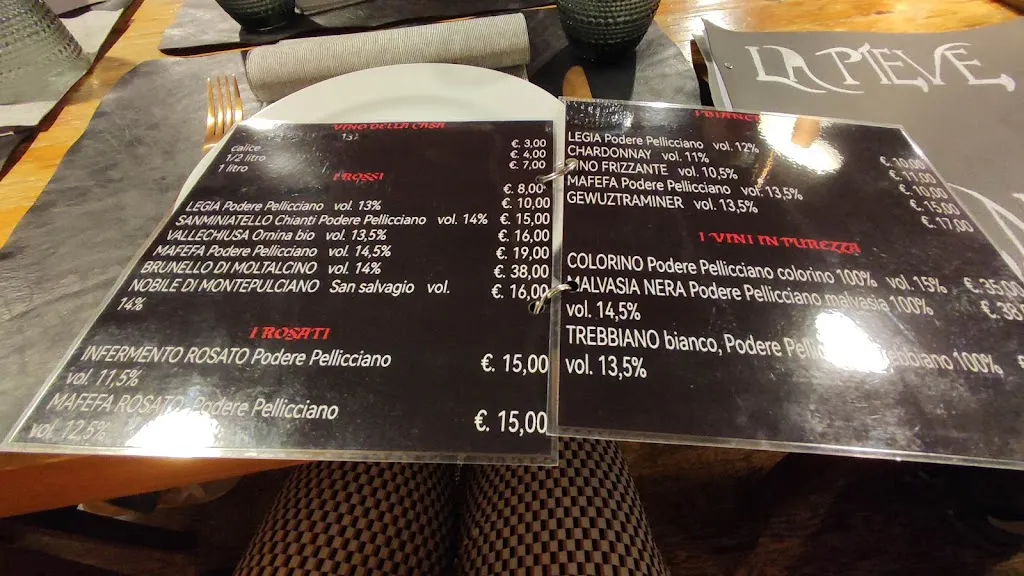 LA PIEVE
VINO DELLA CASA
calice € 3,00
1/2 litro €. 4,00
1 litro €. 7,00
I ROSSI
€. 8,00
LEGIA Podere Pellicciano vol. 13% €. 10,00
SANMINIATELLO Chianti Podere Pellicciano vol. 14% €. 15,00
VALLECHIUSA Ornina bio vol. 13,5% €. 16,00
MAFEFA Podere Pellicciano vol. 14,5% €. 19,00
BRUNELLO DI MOLTALCINO vol. 14% €. 38,00
NOBILE DI MONTEPULCIANO San salvagio vol. €. 16,00
14%
I ROSATI
INFERMENTO ROSATO Podere Pellicciano €. 15,00
vol. 11,5%
MAFEFA ROSATO Podere Pellicciano €. 15,00
vol. 12,5%
I BIANCI
LEGIA Podere Pellicciano vol. 12% €. 10,00
CHARDONNAY vol. 11% €. 11,00
VINO FRIZZANTE vol. 10,5% €. 10,00
MAFEFA Podere Pellicciano vol. 13,5% €. 15,00
GEWUZTRAMINER vol. 13,5% €. 17,00
I VINI IN PUREZZA
COLORINO Podere Pellicciano colorino 100% vol. 15% €. 35,00
MALVASIA NERA Podere Pellicciano malvasia 100% €. 38
vol. 14,5%
TREBBIANO bianco, Podere 100% €
vol. 13,5%